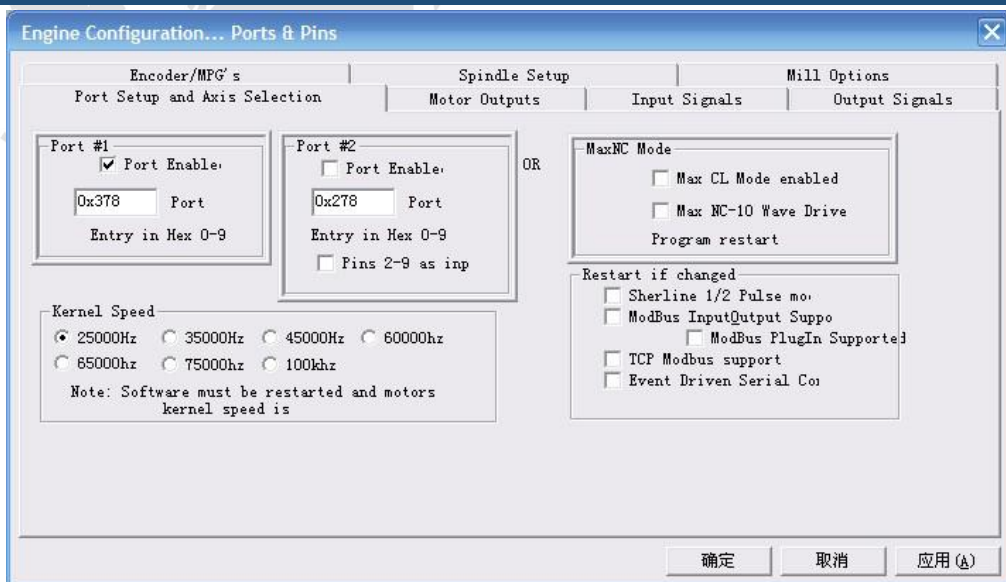 Engine Configuration... Ports & Pins
Encoder/MPG's
Spindle Setup
Mill Options
Port Setup and Axis Selection
Motor Outputs
Input Signals
Output Signals
Port #1
Port Enable
0x378 Port
Entry in Hex 0-9
Port #2
Port Enable
0x278 Port
Entry in Hex 0-9
Pins 2-9 as inp
OR
MaxNC Mode
Max CL Mode enabled
Max NC-10 Wave Drive
Program restart
Kernel Speed
25000Hz 35000Hz 45000Hz 60000hz
65000hz 75000hz 100khz
Note: Software must be restarted and motors
kernel speed is
Restart if changed
Sherline 1/2 Pulse mo
ModBus InputOutput Suppo
ModBus PlugIn Supported
TCP Modbus support
Event Driven Serial Co
确定
取消
应用(A)